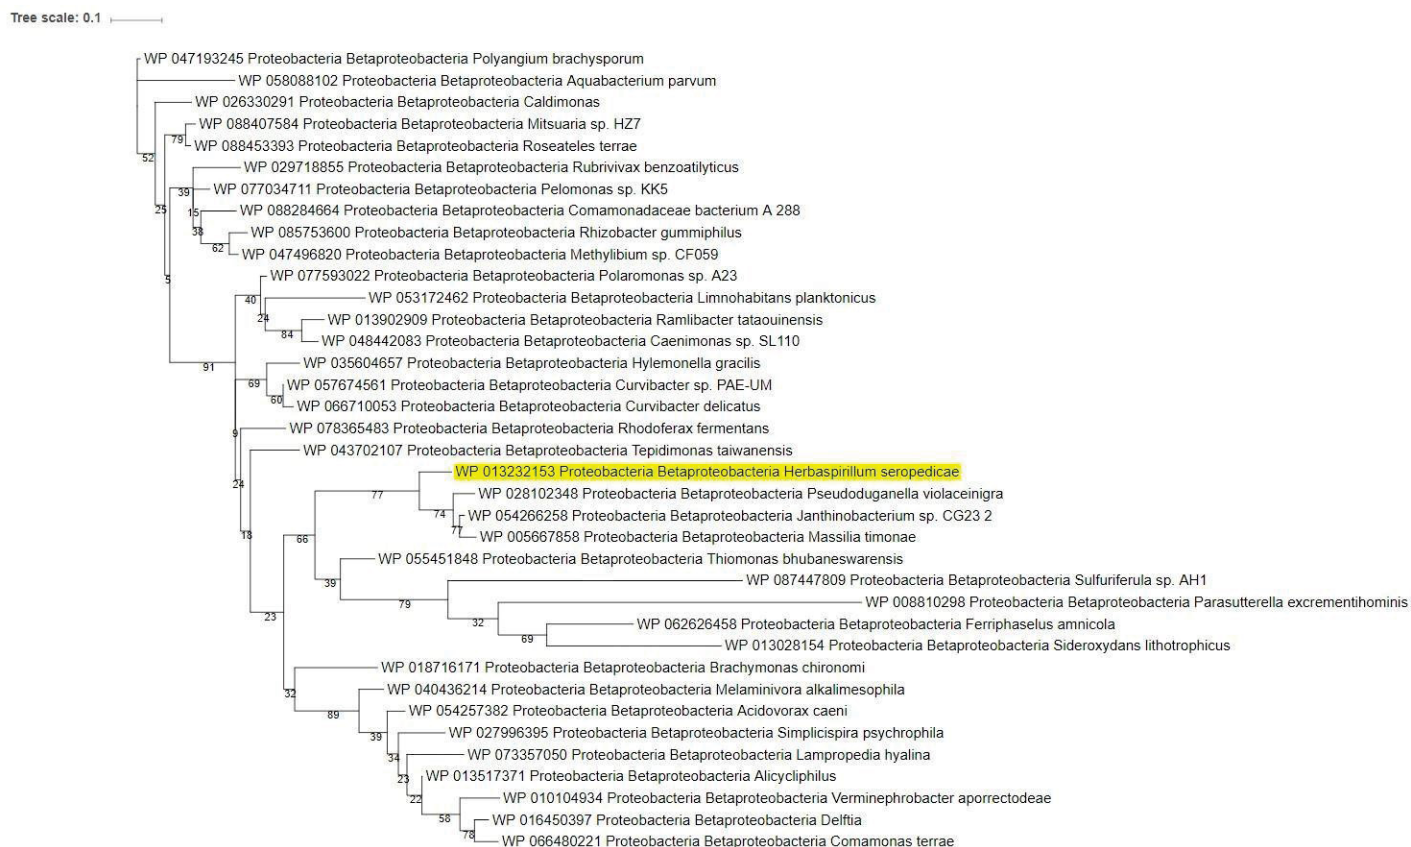 Tree scale: 0.1
WP 047193245 Proteobacteria Betaproteobacteria Polyangium brachysporum
WP 058088102 Proteobacteria Betaproteobacteria Aquabacterium parvum
WP 026330291 Proteobacteria Betaproteobacteria Caldimonas
WP 088407584 Proteobacteria Betaproteobacteria Mitsuaria sp. HZ7
79
WP 088453393 Proteobacteria Betaproteobacteria Roseateles terrae
52
WP 029718855 Proteobacteria Betaproteobacteria Rubrivivax benzoatilyticus
WP 077034711 Proteobacteria Betaproteobacteria Pelomonas sp. KK5
39
25
15
WP 088284664 Proteobacteria Betaproteobacteria Comamonadaceae bacterium A 288
38
WP 085753600 Proteobacteria Betaproteobacteria Rhizobacter gummiphilus
62
WP 047496820 Proteobacteria Betaproteobacteria Methylibium sp. CF059
5
WP 077593022 Proteobacteria Betaproteobacteria Polaromonas sp. A23
40
WP 053172462 Proteobacteria Betaproteobacteria Limnohabitans planktonicus
24
WP 013902909 Proteobacteria Betaproteobacteria Ramlibacter tataouinensis
84
WP 048442083 Proteobacteria Betaproteobacteria Caenimonas sp. SL110
91
WP 035604657 Proteobacteria Betaproteobacteria Hylemonella gracilis
69
WP 057674561 Proteobacteria Betaproteobacteria Curvibacter sp. PAE-UM
60
WP 066710053 Proteobacteria Betaproteobacteria Curvibacter delicatus
9
WP 078365483 Proteobacteria Betaproteobacteria Rhodoferax fermentans
WP 043702107 Proteobacteria Betaproteobacteria Tepidimonas taiwanensis
24
WP 013232153 Proteobacteria Betaproteobacteria Herbaspirillum seropedicae
77
WP 028102348 Proteobacteria Betaproteobacteria Pseudoduganella violaceinigra
74
WP 054266258 Proteobacteria Betaproteobacteria Janthinobacterium sp. CG23 2
77
18
WP 005667858 Proteobacteria Betaproteobacteria Massilia timonae
66
WP 055451848 Proteobacteria Betaproteobacteria Thiomonas bhubaneswarensis
39
WP 087447809 Proteobacteria Betaproteobacteria Sulfuriferula sp. AH1
79
WP 008810298 Proteobacteria Betaproteobacteria Parasutterella excrementihominis
23
32
WP 062626458 Proteobacteria Betaproteobacteria Ferriphaselus amnicola
69
WP 013028154 Proteobacteria Betaproteobacteria Sideroxydans lithotrophicus
WP 018716171 Proteobacteria Betaproteobacteria Brachymonas chironomi
32
WP 040436214 Proteobacteria Betaproteobacteria Melaminivora alkalimesophila
89
WP 054257382 Proteobacteria Betaproteobacteria Acidovorax caeni
39
WP 027996395 Proteobacteria Betaproteobacteria Simplicispira psychrophila
34
WP 073357050 Proteobacteria Betaproteobacteria Lampropedia hyalina
23
WP 013517371 Proteobacteria Betaproteobacteria Alicycliphilus
22
WP 010104934 Proteobacteria Betaproteobacteria Verminephrobacter aporrectodeae
58
WP 016450397 Proteobacteria Betaproteobacteria Delftia
78
WP 066480221 Proteobacteria Betaproteobacteria Comamonas terrae